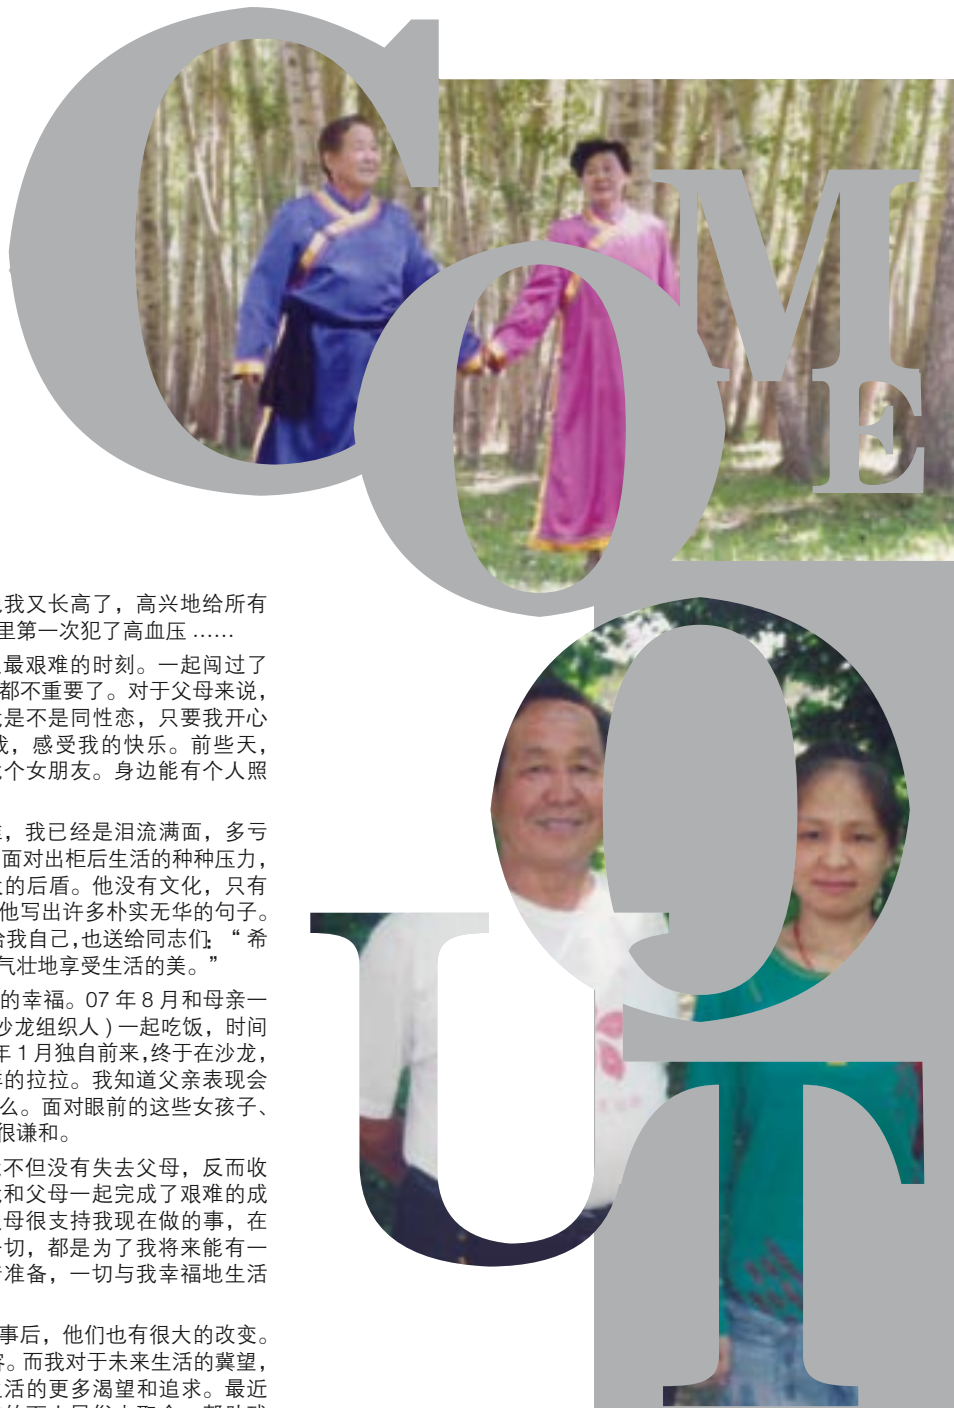 COME
OUT
我又长高了，高兴地给所有
里第一次犯了高血压 ……
最艰难的时刻。一起闯过了
都不重要了。对于父母来说，
是不是同性恋，只要我开心
我，感受我的快乐。前些天，
个女朋友。身边能有个人照
，我已经是泪流满面，多亏
面对出柜后生活的种种压力，
的后盾。他没有文化，只有
他写出许多朴实无华的句子。
给我自己，也送给同志们：“希
气壮地享受生活的美。”
的幸福。07 年 8 月和母亲一
沙龙组织人 ) 一起吃饭，时间
年 1 月独自前来，终于在沙龙，
的拉拉。我知道父亲表现会
么。面对眼前的这些女孩子、
很谦和。
不但没有失去父母，反而收
和父母一起完成了艰难的成
母很支持我现在做的事，在
切，都是为了我将来能有一
准备，一切与我幸福地生活
事后，他们也有很大的改变。
。而我对于未来生活的冀望，
活的更多渴望和追求。最近